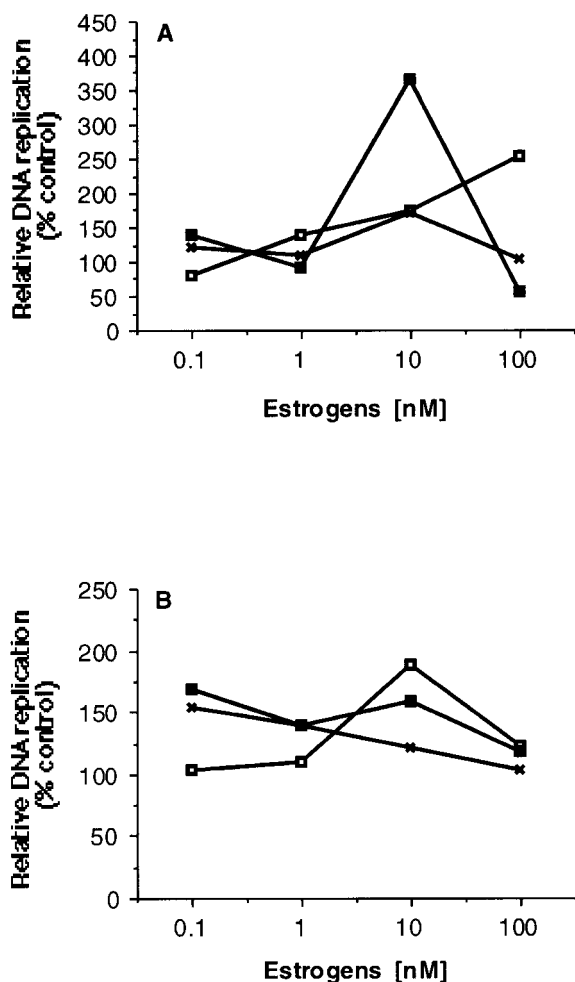 A
Relative DNA replication
(% control)
450
400
350
300
250
200
150
100
50
0
0.1 1 10 100
Estrogens [nM]
B
Relative DNA replication
(% control)
250
200
150
100
50
0
0.1 1 10 100
Estrogens [nM]